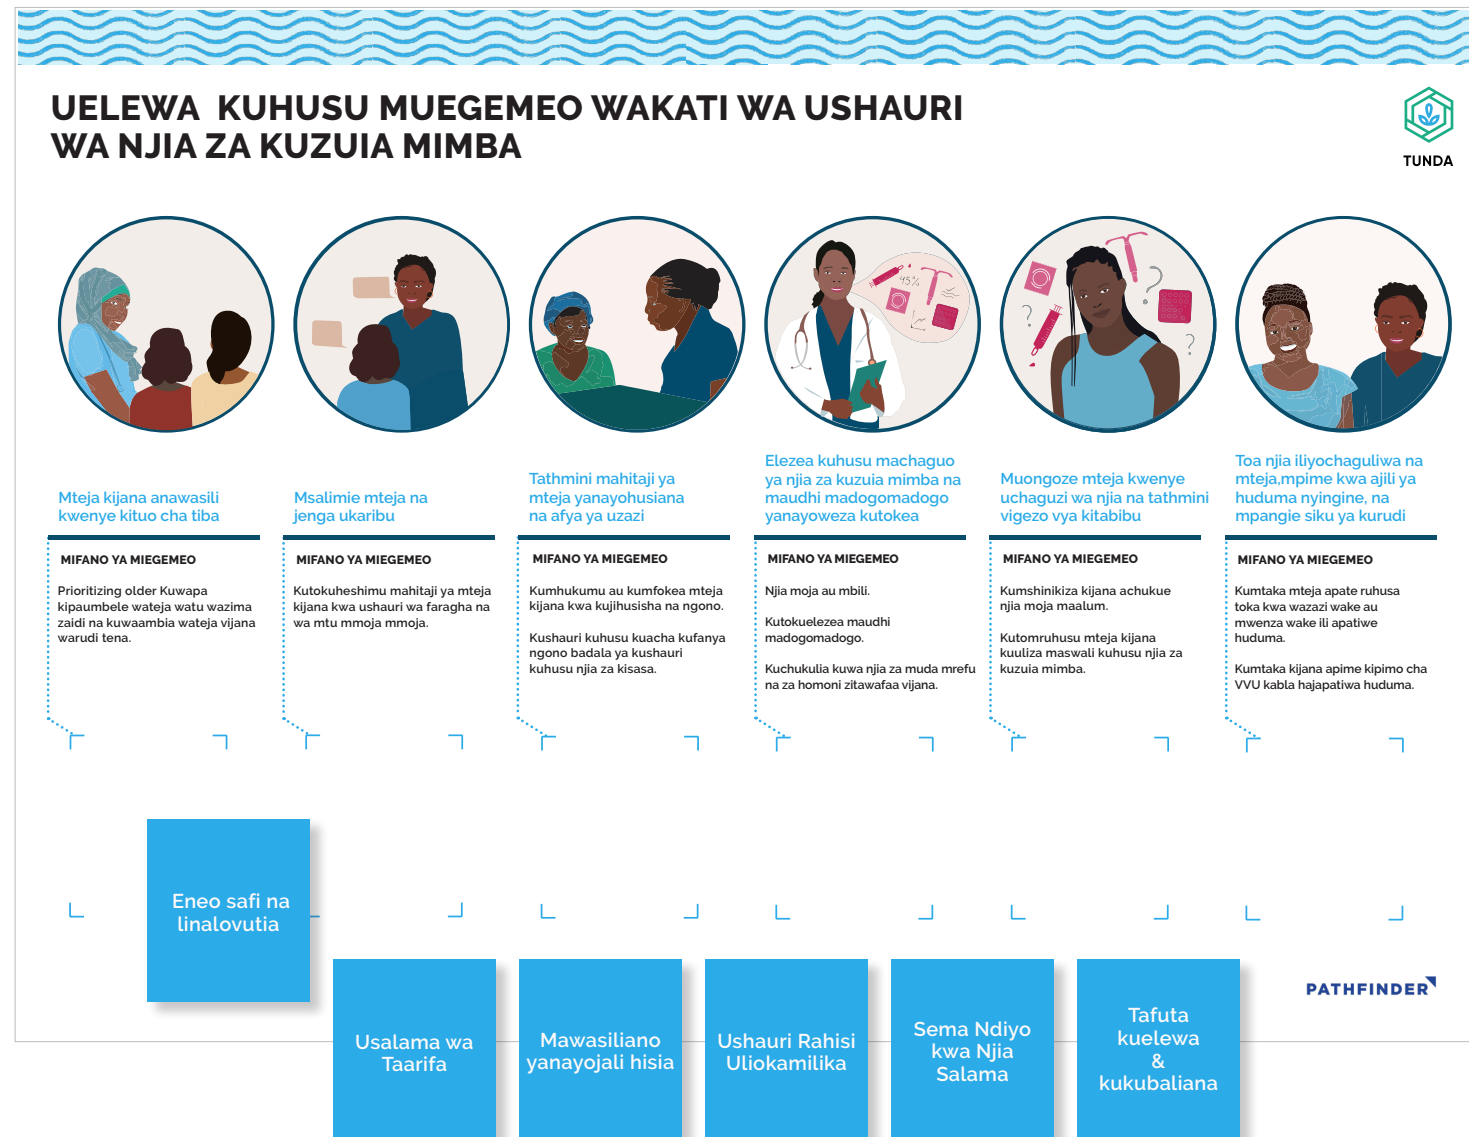 UELEWA  KUHUSU MUEGEMEO WAKATI WA USHAURI
WA NJIA ZA KUZUIA MIMBA
TUNDA
45%
Mteja kijana anawasili
kwenye kituo cha tiba
MIFANO YA MIEGEMEO
Prioritizing older Kuwapa
kipaumbele wateja watu wazima
zaidi na kuwaambia wateja vijana
warudi tena.
Msalimie mteja na
jenga ukaribu
MIFANO YA MIEGEMEO
Kutokuheshimu mahitaji ya mteja
kijana kwa ushauri wa faragha na
wa mtu mmoja mmoja.
Tathmini mahitaji ya
mteja yanayohusiana
na afya ya uzazi
MIFANO YA MIEGEMEO
Kumhukumu au kumfokea mteja
kijana kwa kujihusisha na ngono.
Kushauri kuhusu kuacha kufanya
ngono badala ya kushauri
kuhusu njia za kisasa.
Elezea kuhusu machaguo
ya njia za kuzuia mimba na
maudhi madogomadogo
yanayoweza kutokea
MIFANO YA MIEGEMEO
Njia moja au mbili.
Kutokuelezea maudhi
madogomadogo.
Kuchukulia kuwa njia za muda mrefu
na za homoni zitawafaa vijana.
Muongoze mteja kwenye
uchaguzi wa njia na tathmini
vigezo vya kitabibu
MIFANO YA MIEGEMEO
Kumshinikiza kijana achukue
njia moja maalum.
Kutomruhusu mteja kijana
kuuliza maswali kuhusu njia za
kuzuia mimba.
Toa njia iliyochaguliwa na
mteja,mpime kwa ajili ya
huduma nyingine, na
mpangie siku ya kurudi
MIFANO YA MIEGEMEO
Kumtaka mteja apate ruhusa
toka kwa wazazi wake au
mwenza wake ili apatiwe
huduma.
Kumtaka kijana apime kipimo cha
VVU kabla hajapatiwa huduma.
Eneo safi na
linalovutia
Usalama wa
Taarifa
Mawasiliano
yanayojali hisia
Ushauri Rahisi
Uliokamilika
Sema Ndiyo
kwa Njia
Salama
Tafuta
kuelewa
&
kukubaliana
PATHFINDER